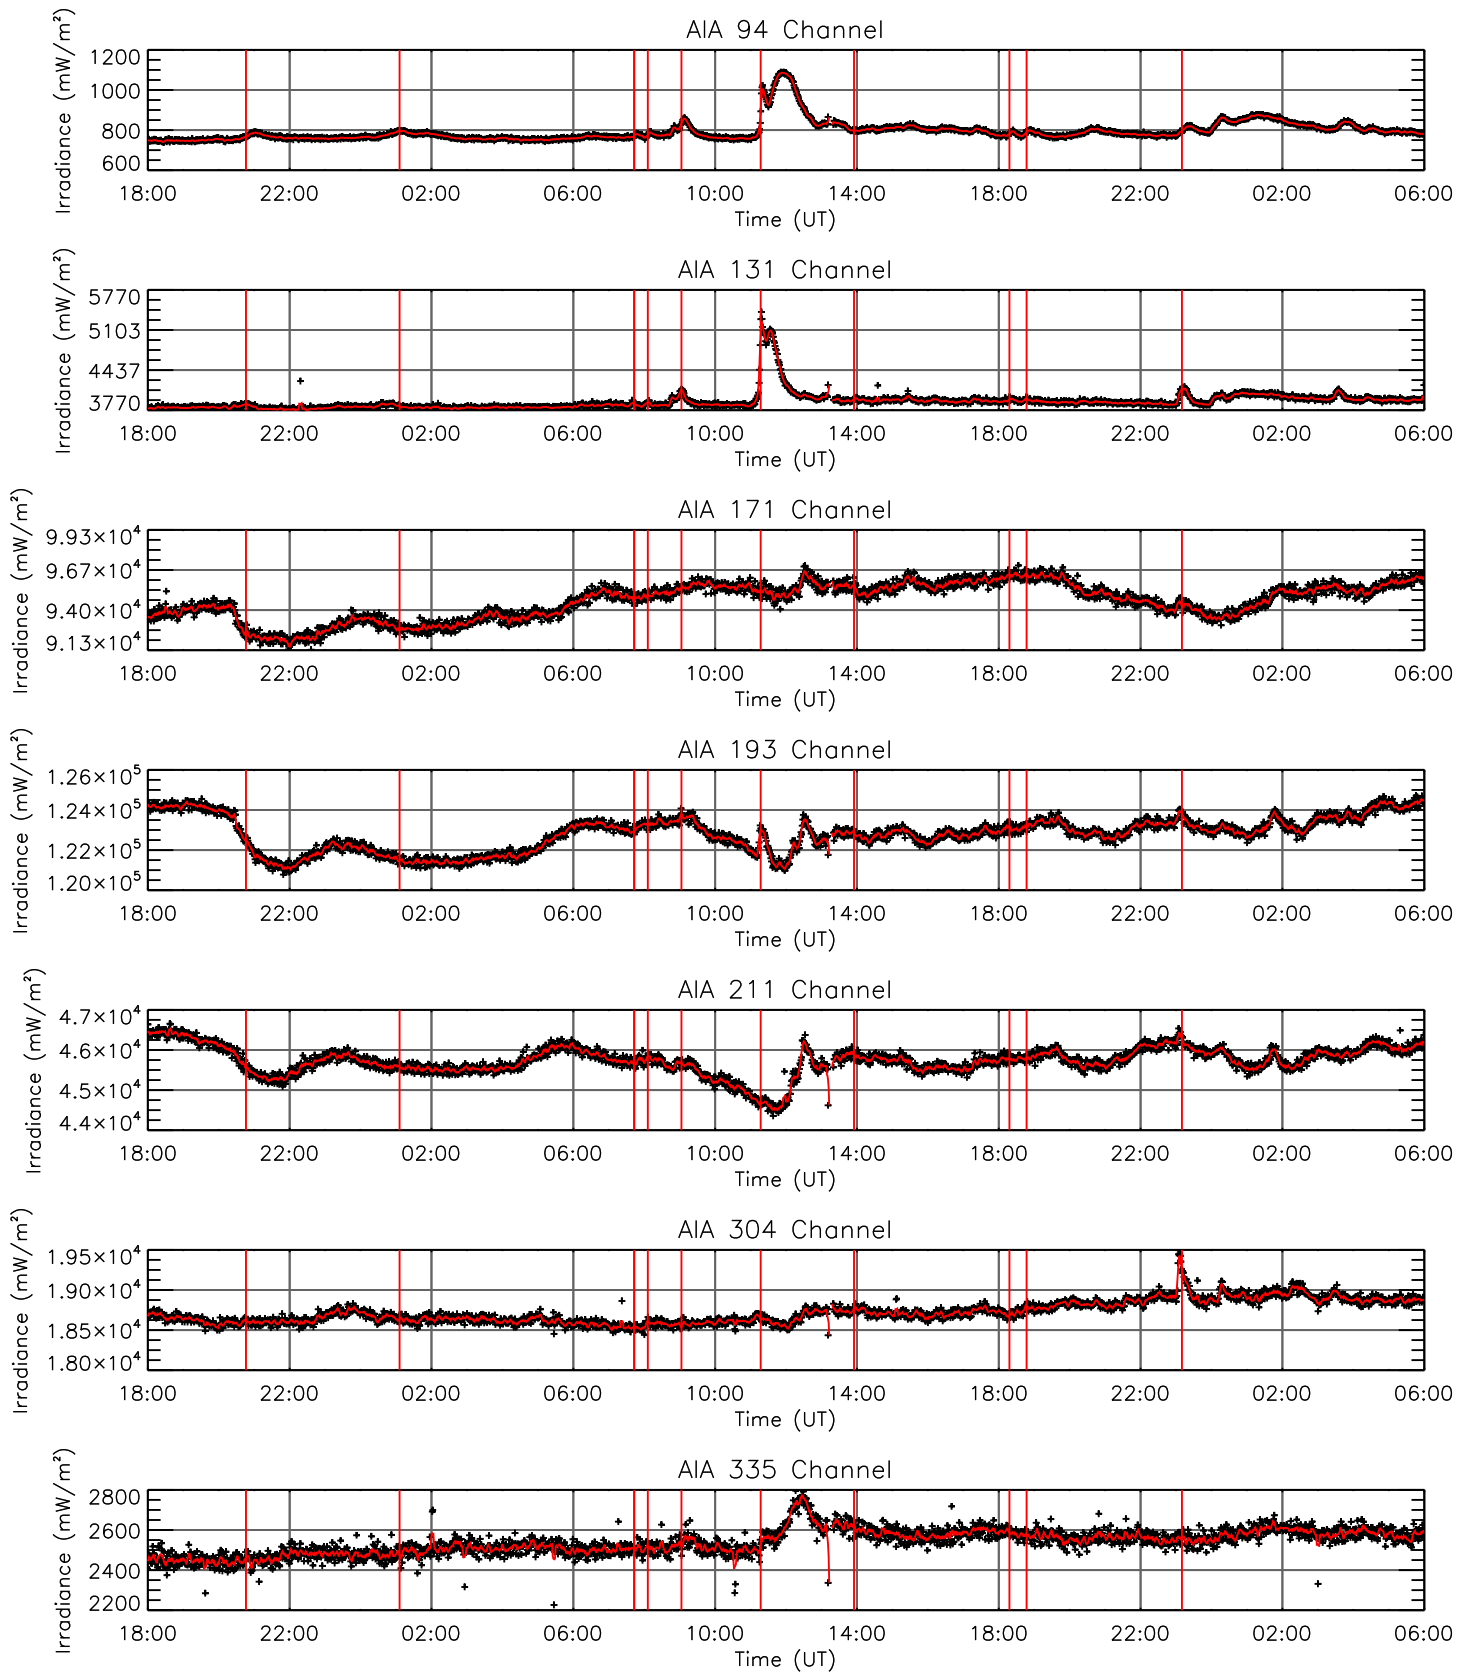 AIA 94 Channel
Irradiance (mW/m²)
1200
1000
800
600
18:00 22:00 02:00 06:00 10:00 14:00 18:00 22:00 02:00 06:00
Time (UT)
AIA 131 Channel
Irradiance (mW/m²)
5770
5103
4437
3770
18:00 22:00 02:00 06:00 10:00 14:00 18:00 22:00 02:00 06:00
Time (UT)
AIA 171 Channel
Irradiance (mW/m²)
9.93×10⁴
9.67×10⁴
9.40×10⁴
9.13×10⁴
18:00 22:00 02:00 06:00 10:00 14:00 18:00 22:00 02:00 06:00
Time (UT)
AIA 193 Channel
Irradiance (mW/m²)
1.26×10⁵
1.24×10⁵
1.22×10⁵
1.20×10⁵
18:00 22:00 02:00 06:00 10:00 14:00 18:00 22:00 02:00 06:00
Time (UT)
AIA 211 Channel
Irradiance (mW/m²)
4.7×10⁴
4.6×10⁴
4.5×10⁴
4.4×10⁴
18:00 22:00 02:00 06:00 10:00 14:00 18:00 22:00 02:00 06:00
Time (UT)
AIA 304 Channel
Irradiance (mW/m²)
1.95×10⁴
1.90×10⁴
1.85×10⁴
1.80×10⁴
18:00 22:00 02:00 06:00 10:00 14:00 18:00 22:00 02:00 06:00
Time (UT)
AIA 335 Channel
Irradiance (mW/m²)
2800
2600
2400
2200
18:00 22:00 02:00 06:00 10:00 14:00 18:00 22:00 02:00 06:00
Time (UT)